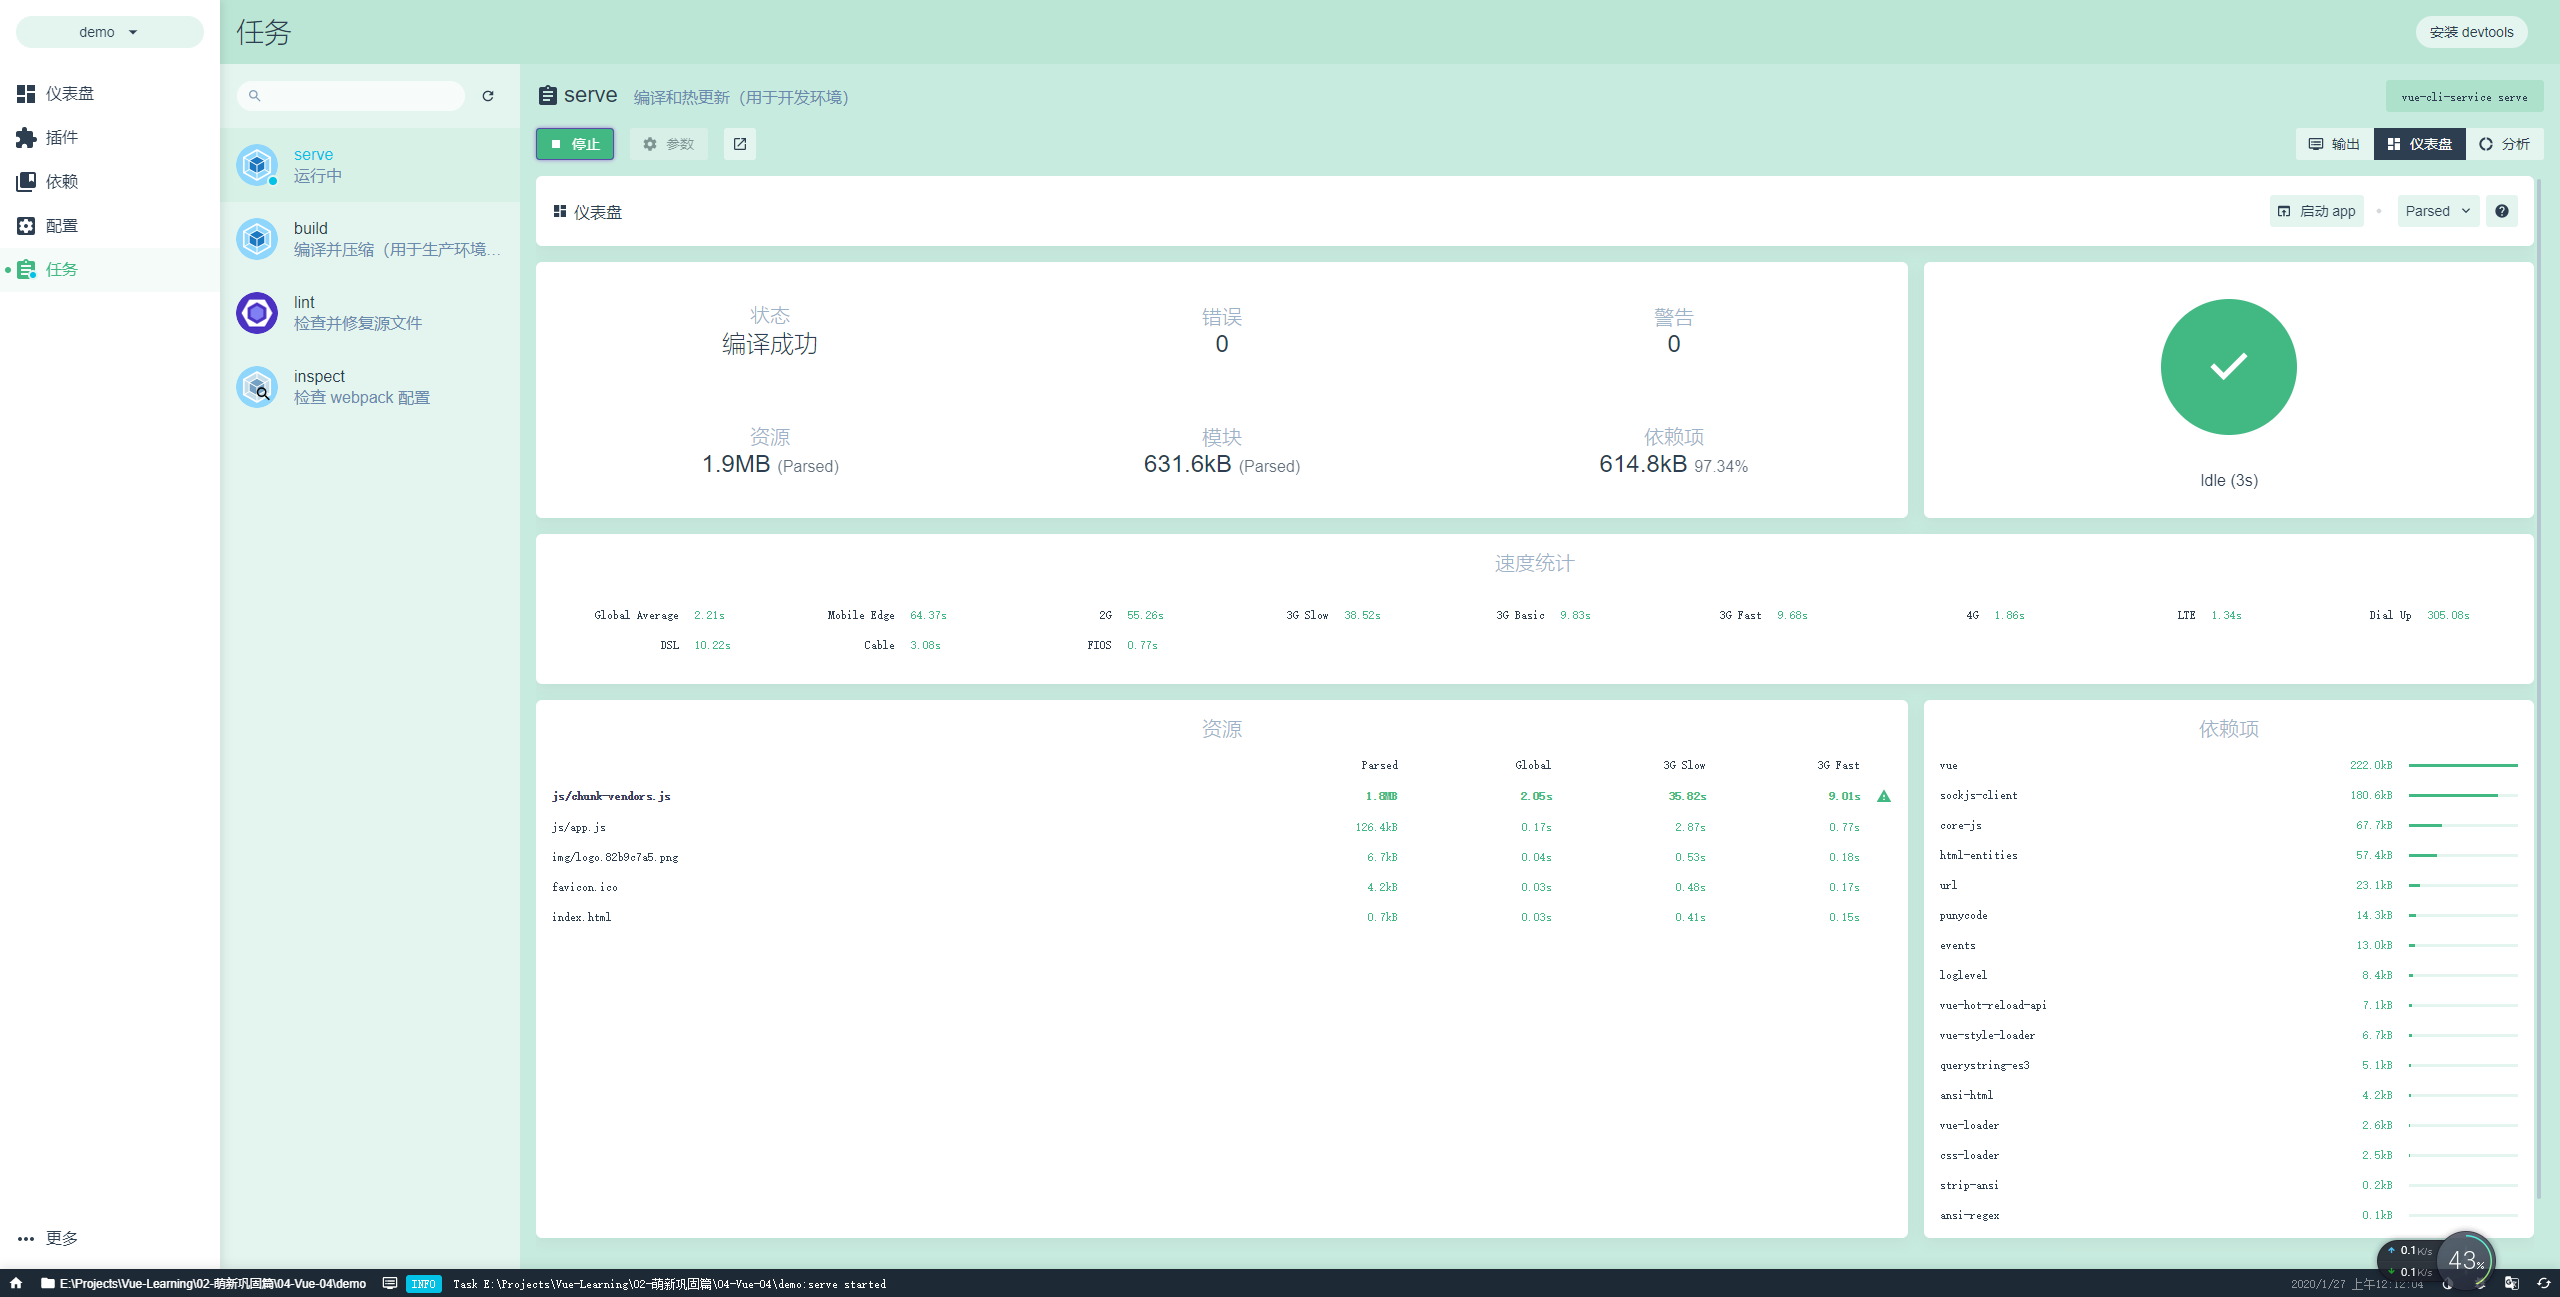 demo
任务
安装 devtools
仪表盘
插件
依赖
配置
任务
更多
serve
运行中
build
编译并压缩（用于生产环境...
lint
检查并修复源文件
inspect
检查 webpack 配置
serve 编译和热更新（用于开发环境）
vue-cli-service serve
停止 参数
输出 仪表盘 分析
仪表盘
启动 app Parsed
状态 错误 警告
编译成功 0 0
资源 模块 依赖项
1.9MB (Parsed) 631.6kB (Parsed) 614.8kB 97.34%
Idle (3s)
速度统计
Global Average 2.21s Mobile Edge 64.37s 2G 55.26s 3G Slow 38.52s 3G Basic 9.83s 3G Fast 9.68s 4G 1.86s LTE 1.34s Dial Up 305.08s
DSL 10.22s Cable 3.08s FIOS 0.77s
资源
Parsed Global 3G Slow 3G Fast
js/chunk-vendors.js 1.8MB 2.05s 35.82s 9.01s
js/app.js 126.4kB 0.17s 2.87s 0.77s
img/logo.82b9c7a5.png 6.7kB 0.04s 0.53s 0.18s
favicon.ico 4.2kB 0.03s 0.48s 0.17s
index.html 0.7kB 0.03s 0.41s 0.15s
依赖项
vue 222.0kB
sockjs-client 180.6kB
core-js 67.7kB
html-entities 57.4kB
url 23.1kB
punycode 14.3kB
events 13.0kB
loglevel 8.4kB
vue-hot-reload-api 7.1kB
vue-style-loader 6.7kB
querystring-es3 5.1kB
ansi-html 4.2kB
vue-loader 2.6kB
css-loader 2.5kB
strip-ansi 0.2kB
ansi-regex 0.1kB
0.1K/s
0.1K/s
43%
E:\Projects\Vue-Learning\02-萌新巩固篇\04-Vue-04\demo INFO Task E:\Projects\Vue-Learning\02-萌新巩固篇\04-Vue-04\demo:serve started 2020/1/27 上午12:12:04